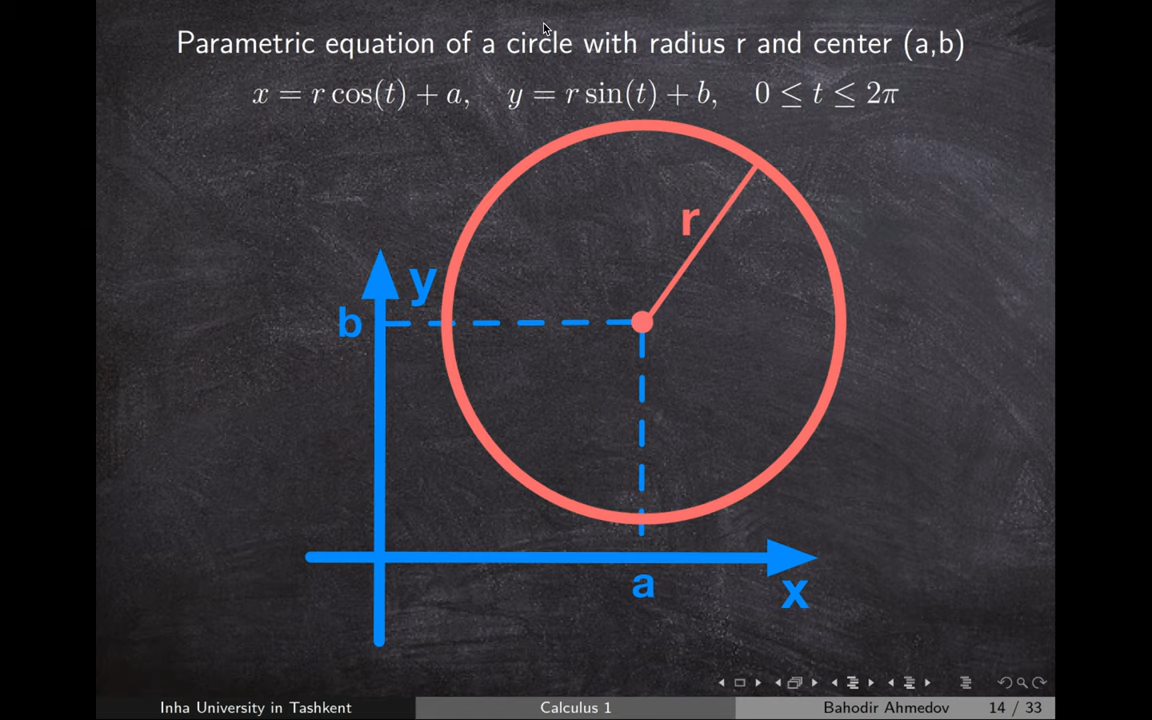 Parametric equation of a circle with radius r and center (a,b)
x = r cos(t) + a, y = r sin(t) + b, 0 ≤ t ≤ 2π
r
y
b
a
x
Inha University in Tashkent Calculus 1 Bahodir Ahmedov 14 / 33